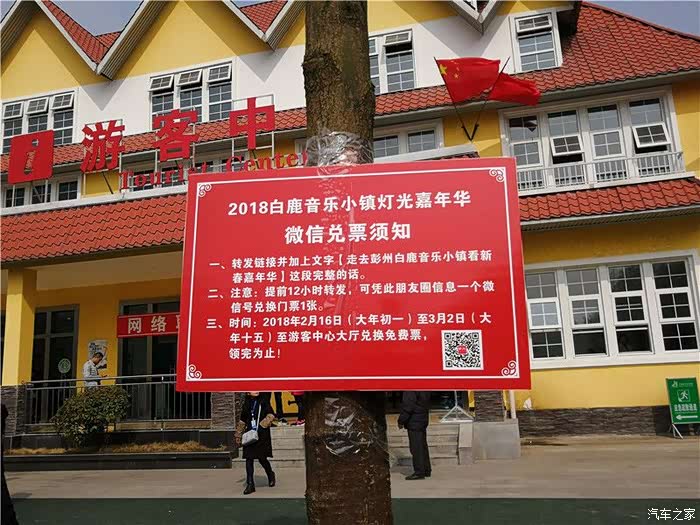 游客中
Tourist Center
2018白鹿音乐小镇灯光嘉年华
微信兑票须知
一、转发链接并加上文字【走去彭州白鹿音乐小镇看新
春嘉年华】这段完整的话。
二、注意：提前12小时转发，可凭此朋友圈信息一个微
信号兑换门票1张。
三、时间：2018年2月16日（大年初一）至3月2日（大
年十五）至游客中心大厅兑换免费票，
领完为止！
网络
汽车之家